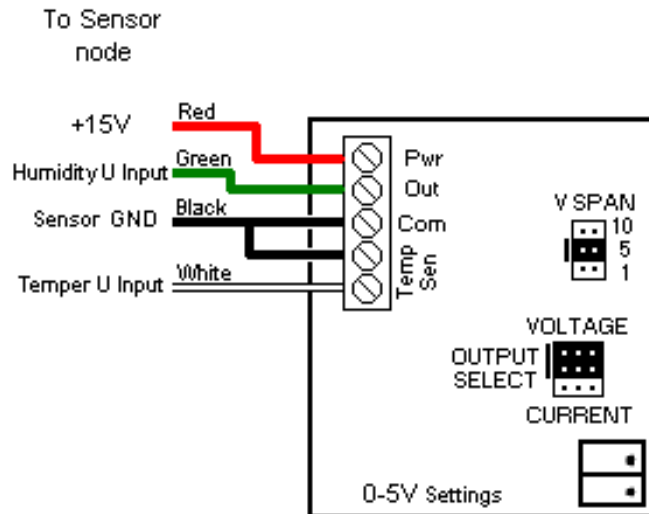 To Sensor
node
+15V
Red
Pwr
Humidity U Input
Green
Out
Sensor GND
Black
Com
Temper U Input
White
Temp
Sen
V SPAN
10
5
1
VOLTAGE
OUTPUT
SELECT
CURRENT
0-5V Settings